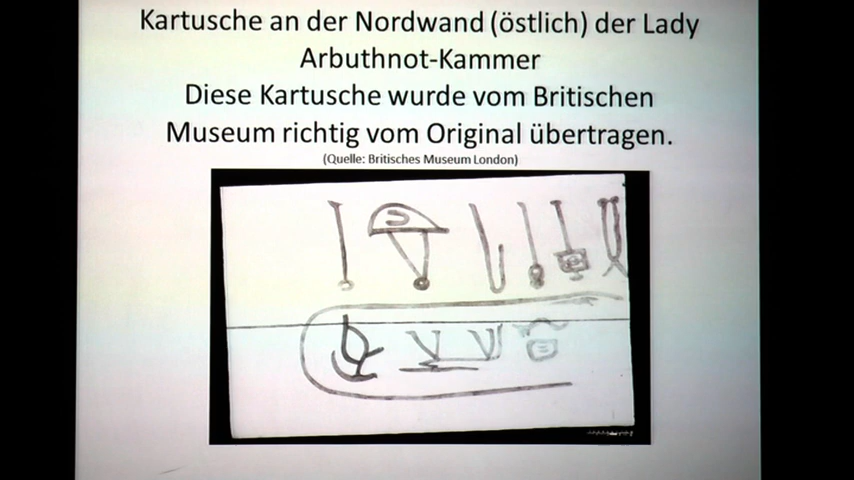 Kartusche an der Nordwand (östlich) der Lady
Arbuthnot-Kammer
Diese Kartusche wurde vom Britischen
Museum richtig vom Original übertragen.
(Quelle: Britisches Museum London)